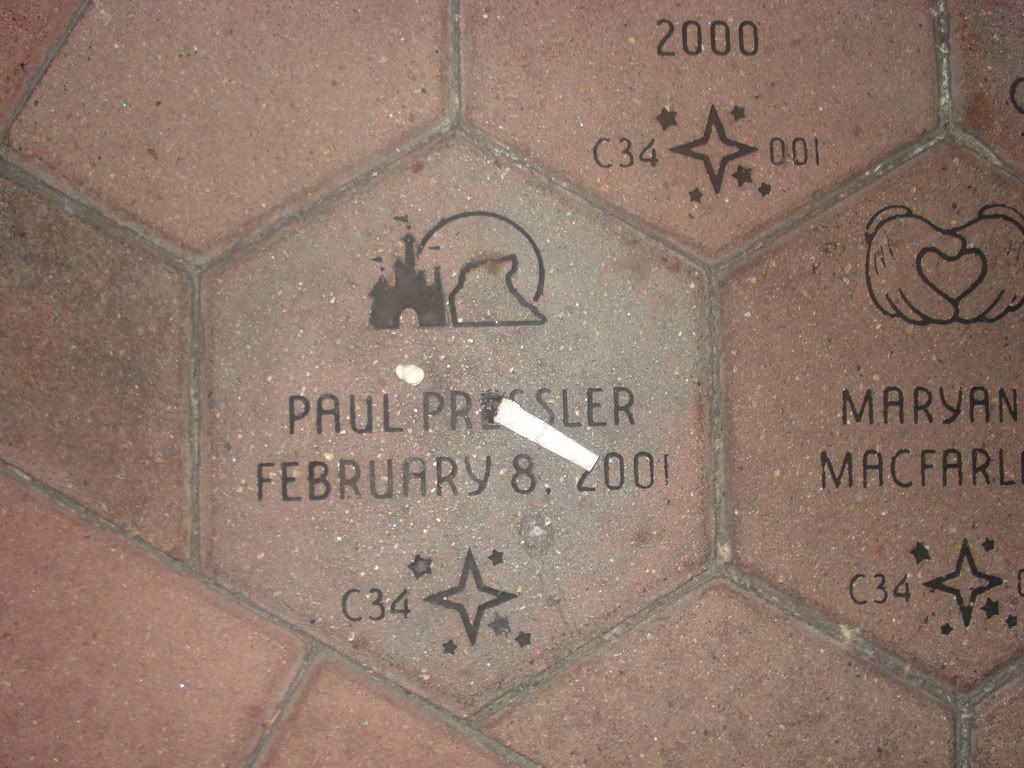 2000
C34 001
PAUL PRESSLER
FEBRUARY 8, 2001
C34
MARYAN
MACFARL
C34